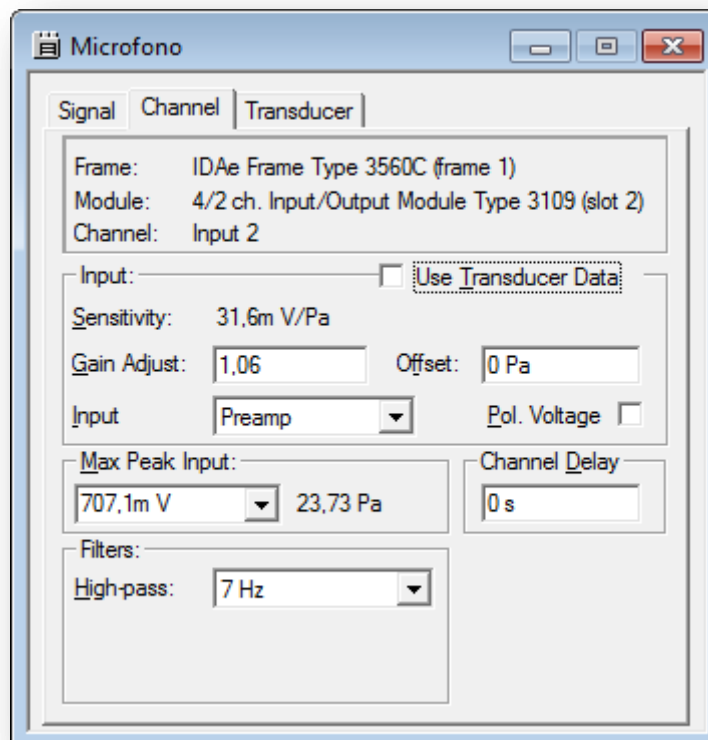 Microfono
Signal Channel Transducer
Frame: IDAe Frame Type 3560C (frame 1)
Module: 4/2 ch. Input/Output Module Type 3109 (slot 2)
Channel: Input 2
Input: Use Transducer Data
Sensitivity: 31,6m V/Pa
Gain Adjust: 1,06 Offset: 0 Pa
Input Preamp Pol. Voltage
Max Peak Input: Channel Delay
707,1m V 23,73 Pa 0 s
Filters:
High-pass: 7 Hz